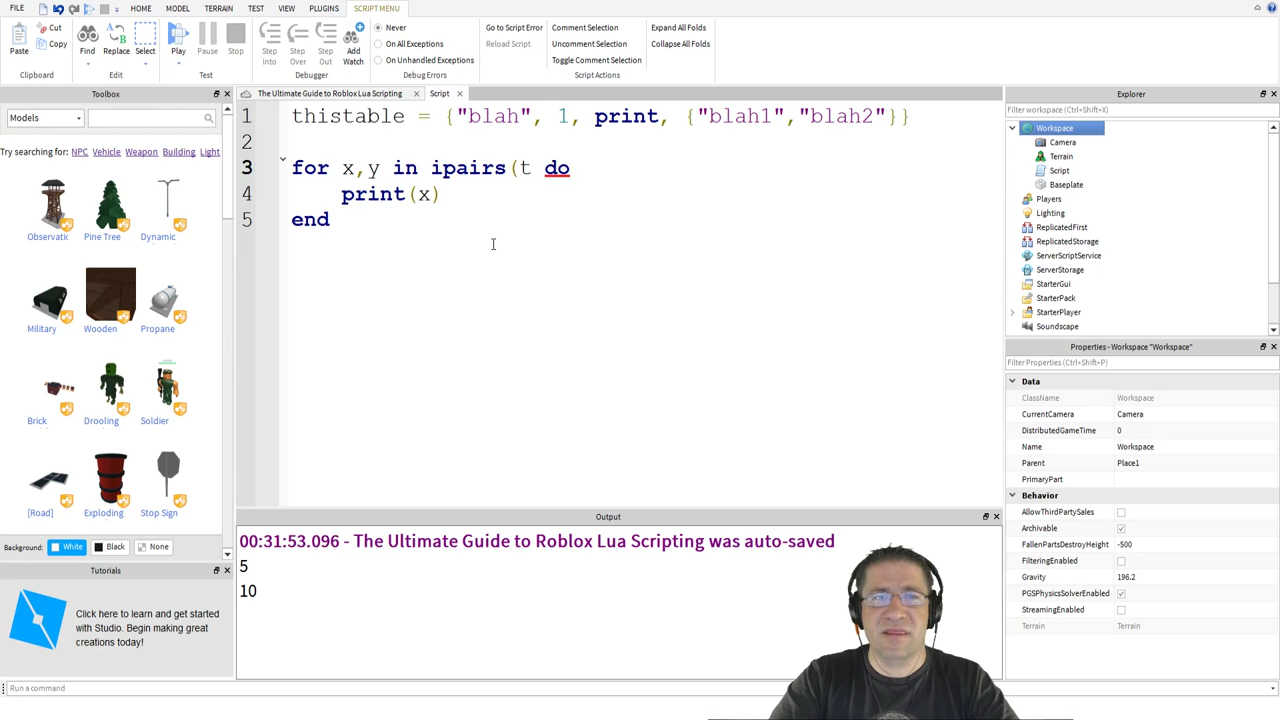 FILE HOME MODEL TERRAIN TEST VIEW PLUGINS SCRIPT MENU
Paste
Cut
Copy
Clipboard
Find
Replace
Select
Edit
Play
Pause
Stop
Test
Step Into
Step Over
Step Out
Add Watch
Debugger
Never
On All Exceptions
On Unhandled Exceptions
Debug Errors
Go to Script Error
Reload Script
Comment Selection
Uncomment Selection
Toggle Comment Selection
Script Actions
Expand All Folds
Collapse All Folds
Toolbox
Models
Try searching for: NPC Vehicle Weapon Building Light
Observatic
Pine Tree
Dynamic
Military
Wooden
Propane
Brick
Drooling
Soldier
[Road]
Exploding
Stop Sign
Background: White Black None
Tutorials
Click here to learn and get started
with Studio. Begin making great
creations today!
The Ultimate Guide to Roblox Lua Scripting
Script
1 thistable = {"blah", 1, print, {"blah1","blah2"}}
2
3 for x,y in ipairs(t do
4 print(x)
5 end
Output
00:31:53.096 - The Ultimate Guide to Roblox Lua Scripting was auto-saved
5
10
Explorer
Filter workspace (Ctrl+Shift+X)
Workspace
Camera
Terrain
Script
Baseplate
Players
Lighting
ReplicatedFirst
ReplicatedStorage
ServerScriptService
ServerStorage
StarterGui
StarterPack
StarterPlayer
Soundscape
Properties - Workspace "Workspace"
Filter Properties (Ctrl+Shift+P)
Data
ClassName Workspace
CurrentCamera Camera
DistributedGameTime 0
Name Workspace
Parent Place1
PrimaryPart
Behavior
AllowThirdPartySales
Archivable
FallenPartsDestroyHeight -500
FilteringEnabled
Gravity 196.2
PGSPhysicsSolverEnabled
StreamingEnabled
Terrain Terrain
Run a command